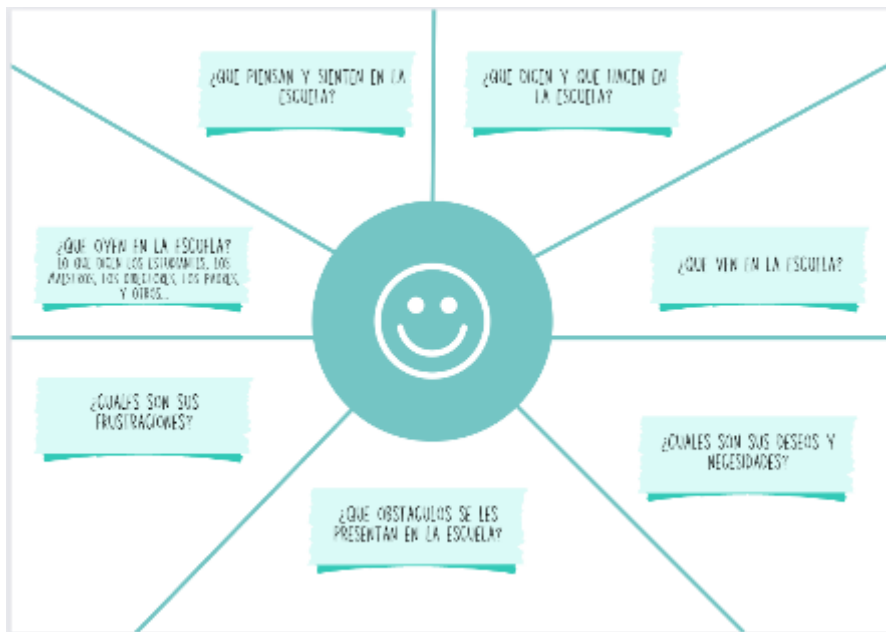 ¿QUE PIENSAN Y SIENTEN EN LA
ESCUELA?
¿QUE DICEN Y QUE HACEN EN
LA ESCUELA?
¿QUE OYEN EN LA ESCUELA?
LO QUE DICEN LOS ESTUDIANTES, LOS
MAESTROS, LOS DIRECTORES, LOS PADRES,
Y OTROS...
¿QUE VEN EN LA ESCUELA?
¿CUALES SON SUS
FRUSTRACIONES?
¿CUALES SON SUS DESEOS Y
NECESIDADES?
¿QUE OBSTACULOS SE LES
PRESENTAN EN LA ESCUELA?